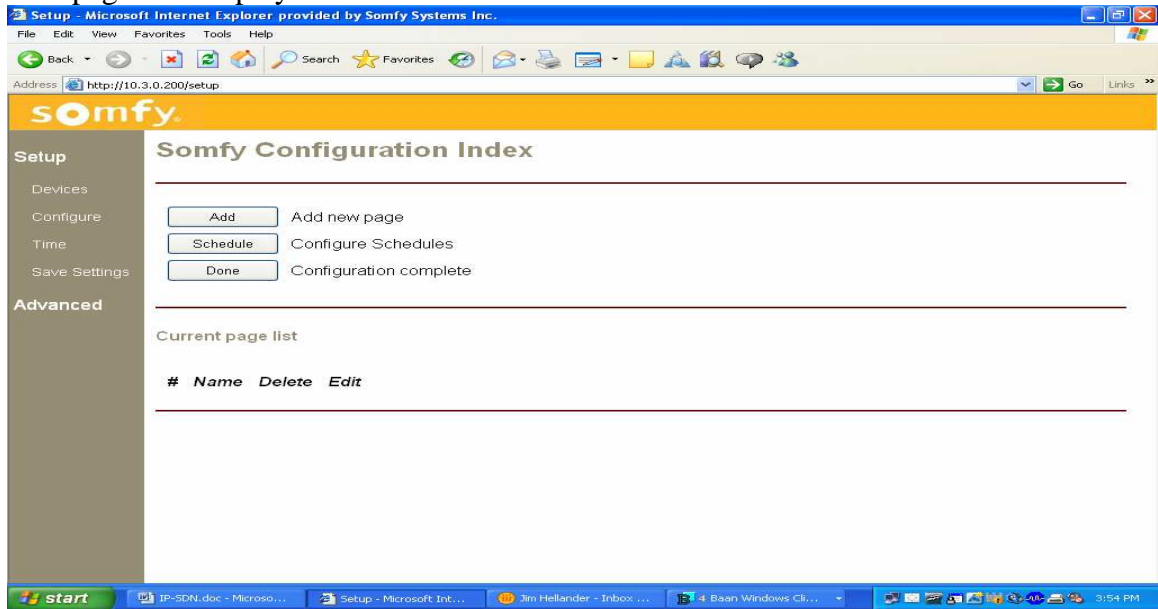 Setup - Microsoft Internet Explorer provided by Somfy Systems Inc.
File Edit View Favorites Tools Help
Back Search Favorites
Address http://10.3.0.200/setup Go Links »
somfy.
Setup
Devices
Configure
Time
Save Settings
Advanced
Somfy Configuration Index
Add Add new page
Schedule Configure Schedules
Done Configuration complete
Current page list
# Name Delete Edit
start IP-SDN.doc - Microso... Setup - Microsoft Int... Jim Hellander - Inbox ... 4 Baan Windows Cli... 3:54 PM